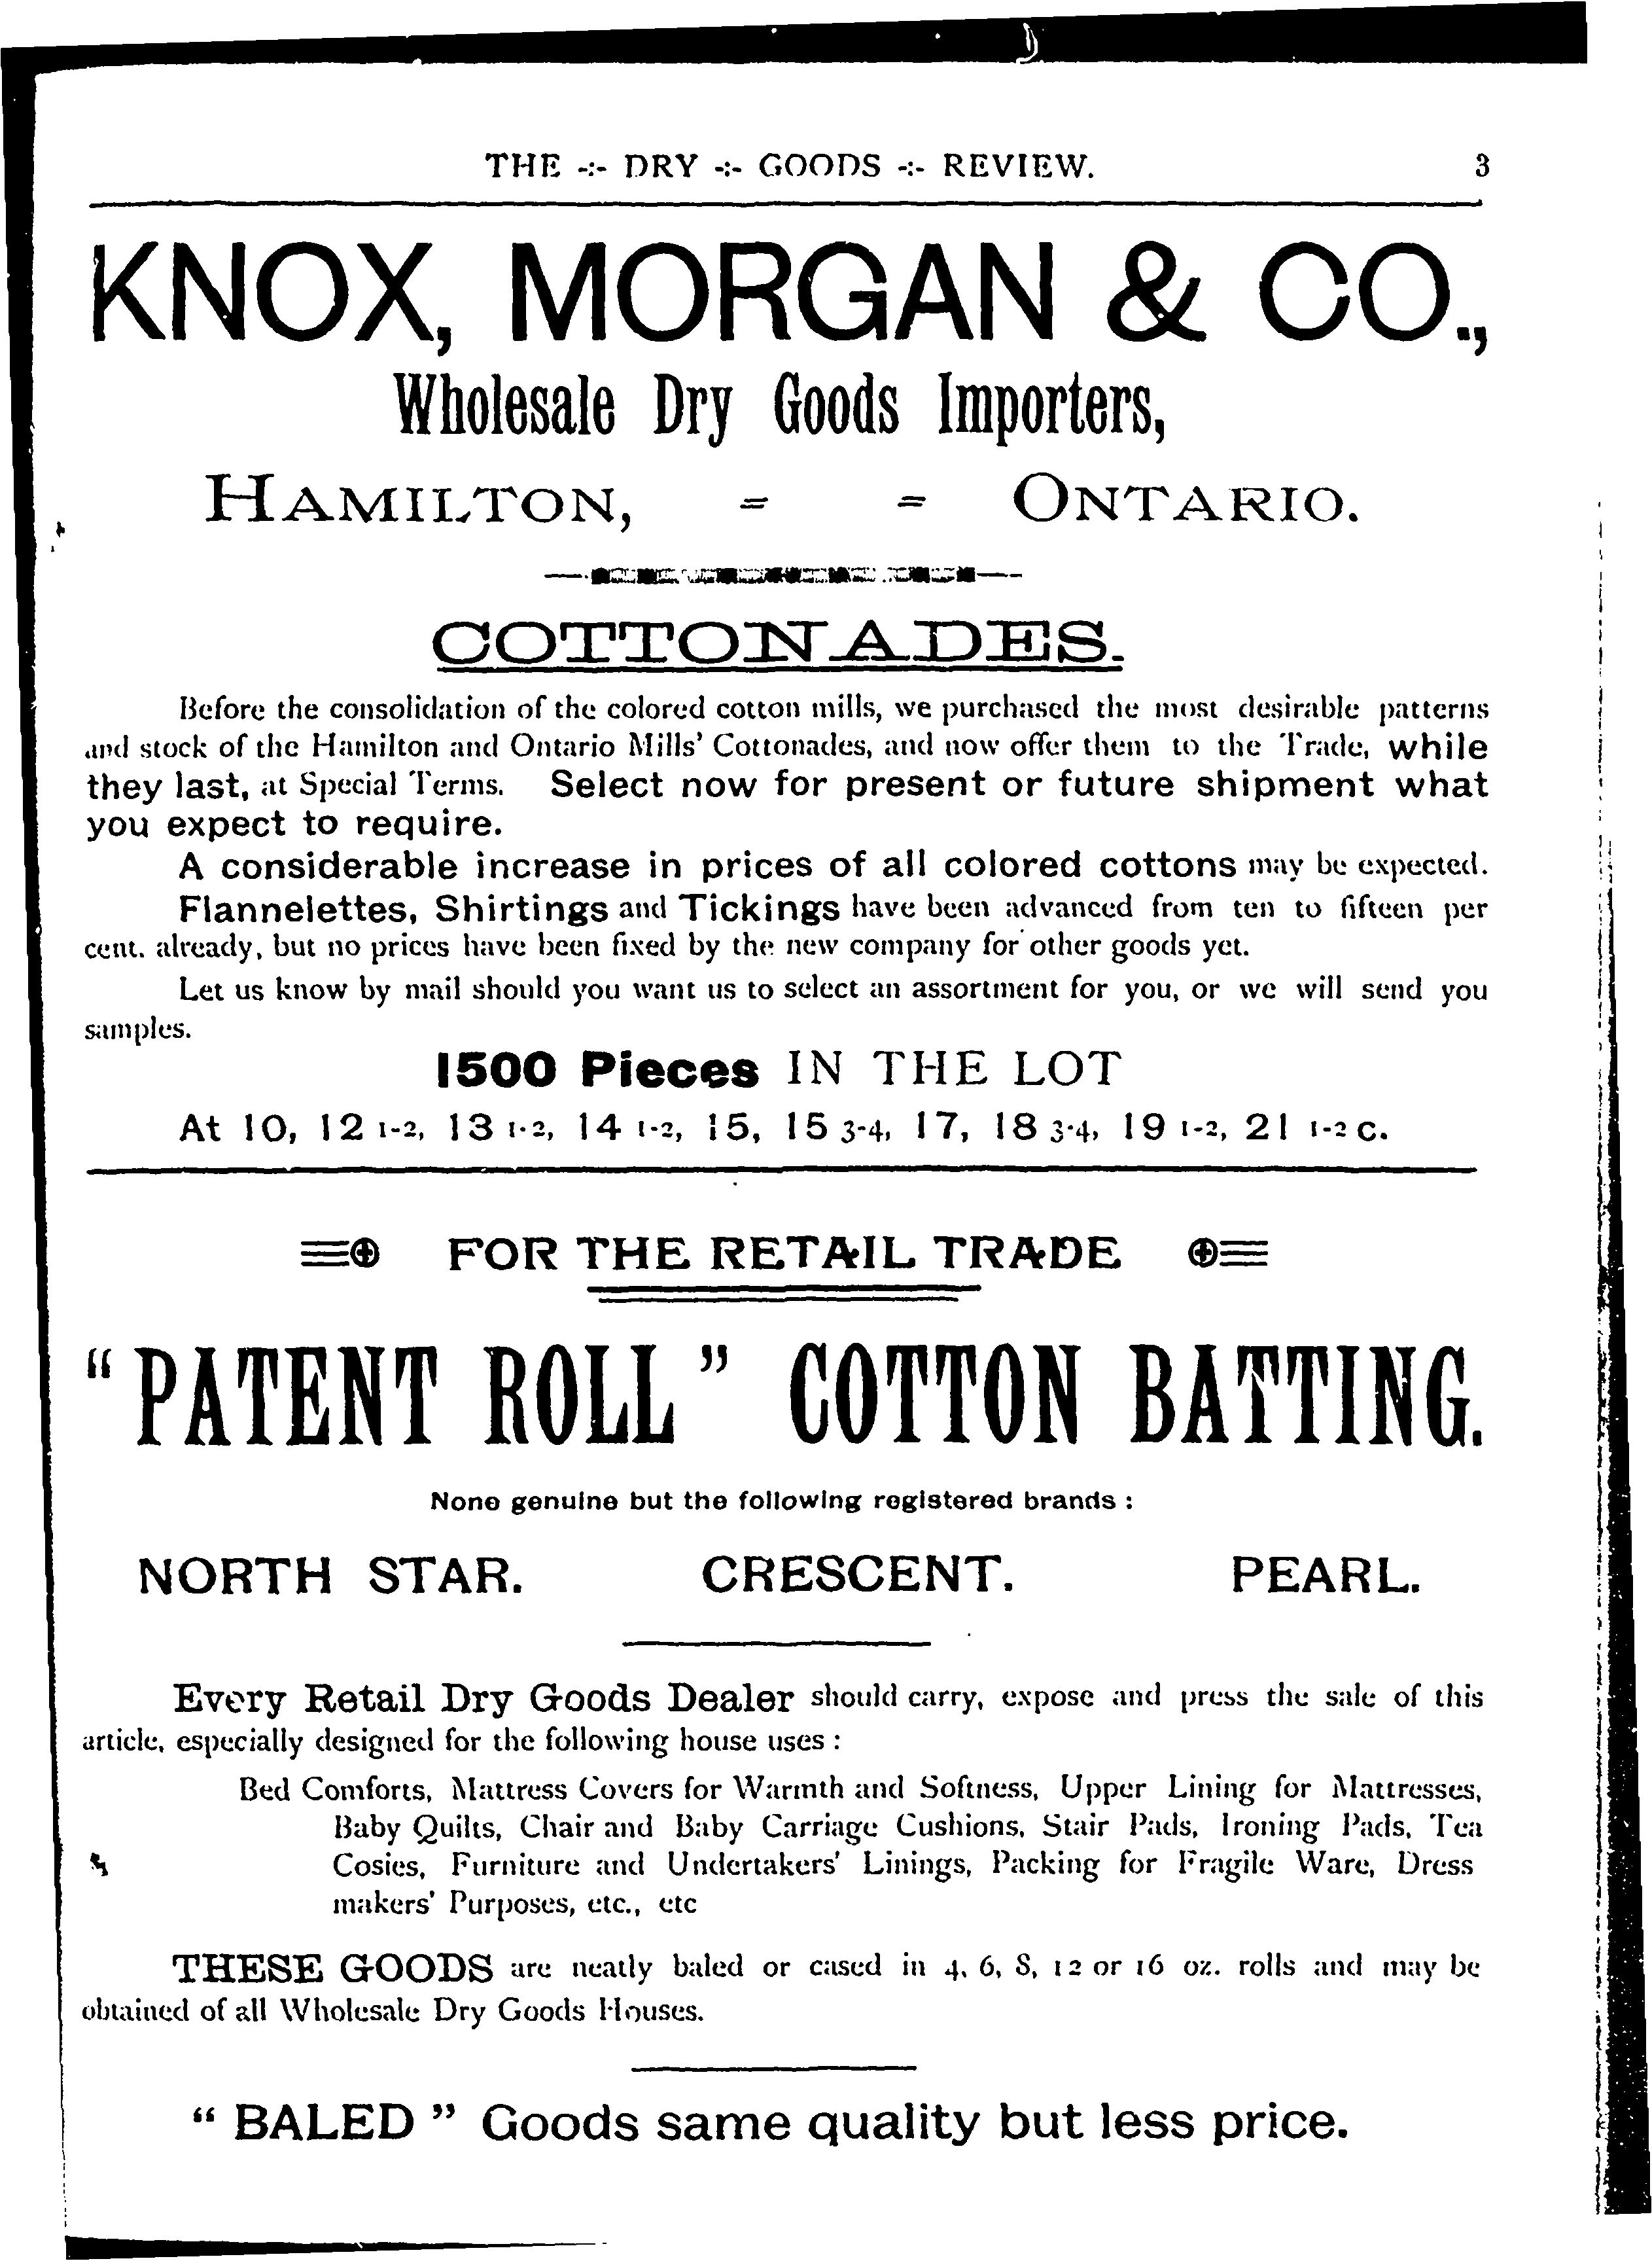 THE -:- DRY -:- GOODS -:- REVIEW. 3
KNOX, MORGAN & CO.,
Wholesale Dry Goods Importers,
HAMILTON, = = ONTARIO.
COTTONADES.
Before the consolidation of the colored cotton mills, we purchased the most desirable patterns
and stock of the Hamilton and Ontario Mills' Cottonades, and now offer them to the Trade, while
they last, at Special Terms. Select now for present or future shipment what
you expect to require.
A considerable increase in prices of all colored cottons may be expected.
Flannelettes, Shirtings and Tickings have been advanced from ten to fifteen per
cent. already, but no prices have been fixed by the new company for other goods yet.
Let us know by mail should you want us to select an assortment for you, or we will send you
samples.
1500 Pieces IN THE LOT
At 10, 12 1-2, 13 1-2, 14 1-2, 15, 15 3-4, 17, 18 3-4, 19 1-2, 21 1-2 c.
FOR THE RETAIL TRADE
"PATENT ROLL" COTTON BATTING.
None genuine but the following registered brands :
NORTH STAR. CRESCENT. PEARL.
Every Retail Dry Goods Dealer should carry, expose and press the sale of this
article, especially designed for the following house uses :
Bed Comforts, Mattress Covers for Warmth and Softness, Upper Lining for Mattresses,
Baby Quilts, Chair and Baby Carriage Cushions, Stair Pads, Ironing Pads, Tea
Cosies, Furniture and Undertakers' Linings, Packing for Fragile Ware, Dress
makers' Purposes, etc., etc
THESE GOODS are neatly baled or cased in 4, 6, 8, 12 or 16 oz. rolls and may be
obtained of all Wholesale Dry Goods Houses.
"BALED" Goods same quality but less price.